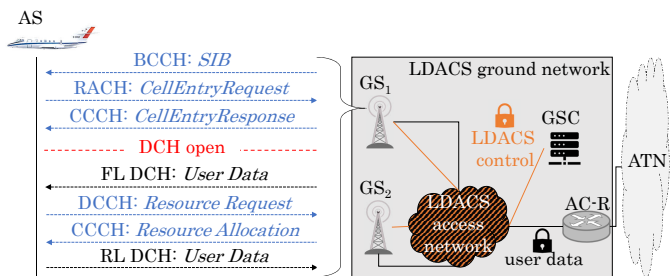 AS
BCCH: SIB
RACH: CellEntryRequest
CCCH: CellEntryResponse
DCH open
FL DCH: User Data
DCCH: Resource Request
CCCH: Resource Allocation
RL DCH: User Data
LDACS ground network
GS₁
GSC
LDACS
control
ATN
GS₂
LDACS
access
network
AC-R
user data